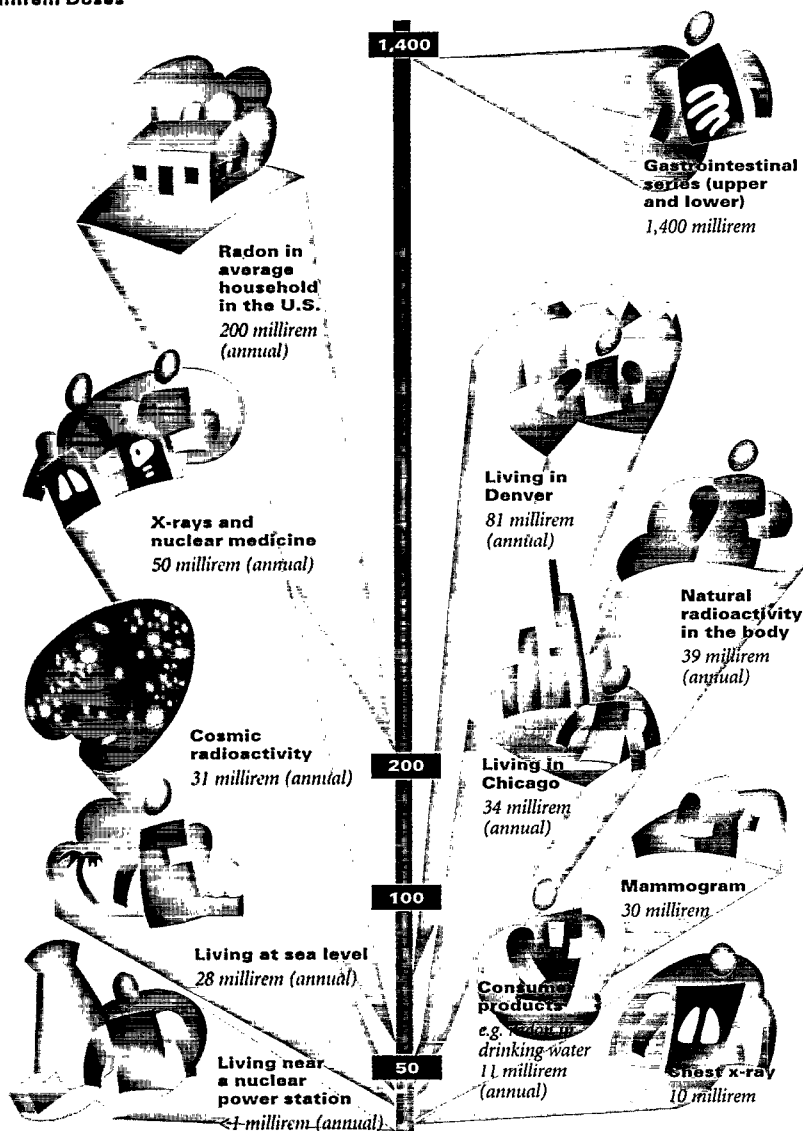 Doses
1,400
Gastrointestinal
series (upper
and lower)
1,400 millirem
Radon in
average
household
in the U.S.
200 millirem
(annual)
Living in
Denver
81 millirem
(annual)
X-rays and
nuclear medicine
50 millirem (annual)
Natural
radioactivity
in the body
39 millirem
(annual)
Cosmic
radioactivity
31 millirem (annual)
200
Living in
Chicago
34 millirem
(annual)
100
Mammogram
30 millirem
Living at sea level
28 millirem (annual)
Consumer
products
e.g. radon in
drinking water
11 millirem
(annual)
50
Chest x-ray
10 millirem
Living near
a nuclear
power station
<1 millirem (annual)